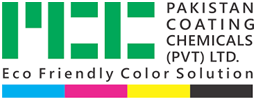 PCC
PAKISTAN
COATING
CHEMICALS
(PVT) LTD.
Eco Friendly Color Solution